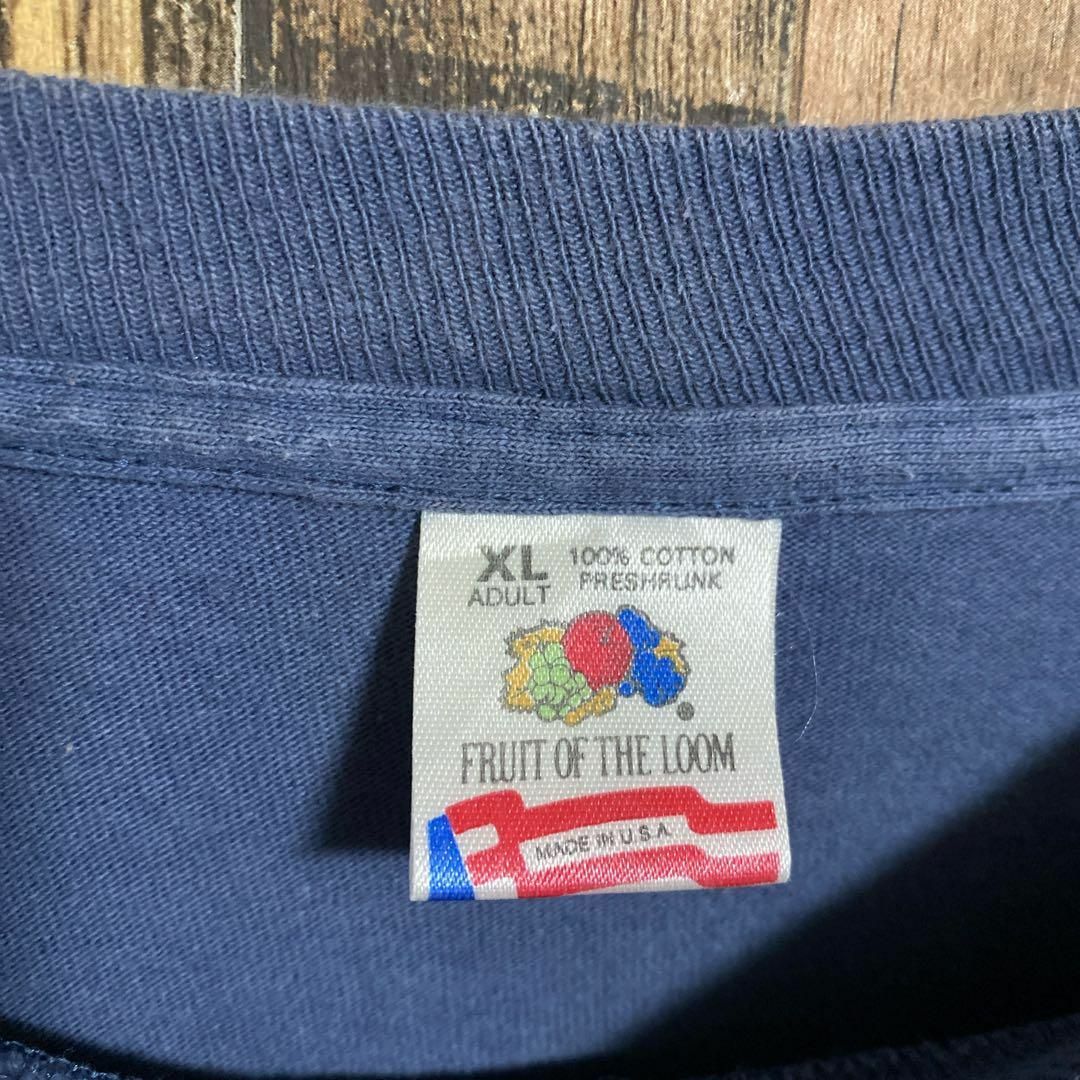 XL
ADULT
100% COTTON
PRESHRUNK
FRUIT OF THE LOOM
MADE IN U.S.A.